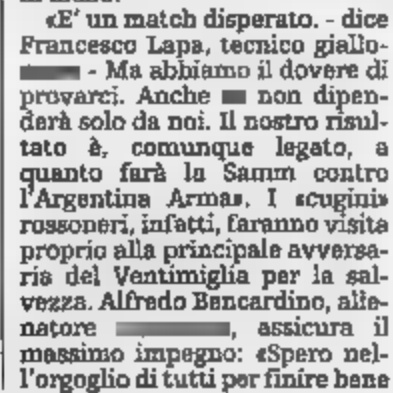 «E' un match disperato. - dice
Francesco Lapa, tecnico giallo-
- Ma abbiamo il dovere di
provarci. Anche non dipen-
derà solo da noi. Il nostro risul-
tato è, comunque legato, a
quanto farà la Samm contro
l'Argentina Arma». I «cugini»
rossoneri, infatti, faranno visita
proprio alla principale avversa-
ria del Ventimiglia per la sal-
vezza. Alfredo Bencardino, alle-
natore , assicura il
massimo impegno: «Spero nel-
l'orgoglio di tutti per finire bene